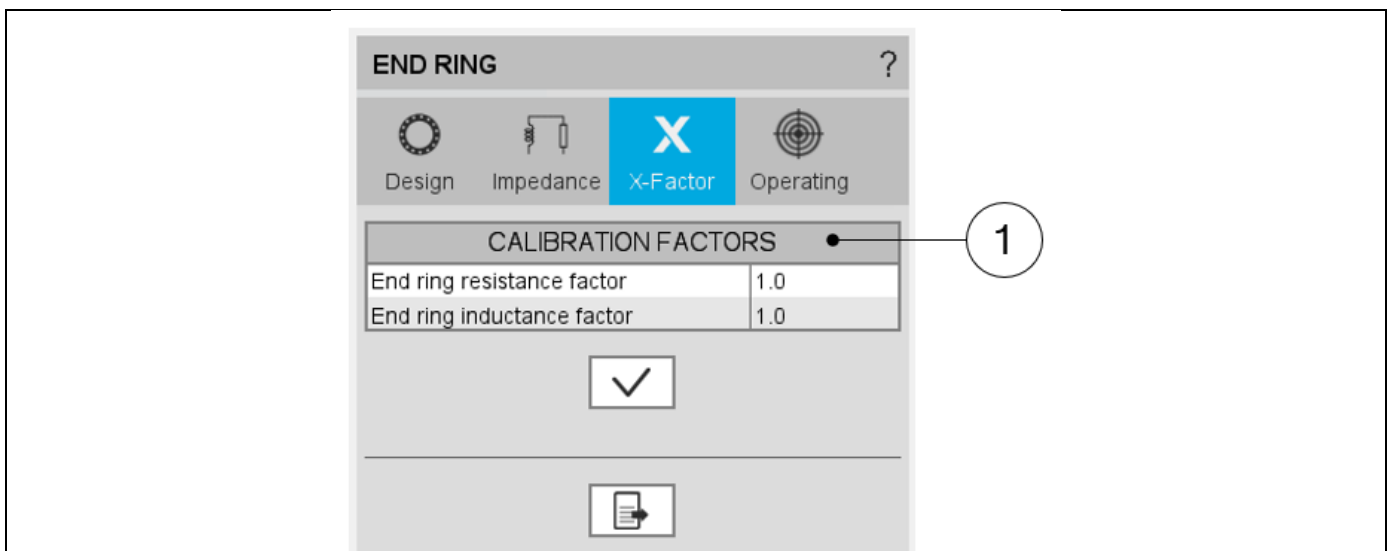 END RING ?
Design Impedance X-Factor Operating
CALIBRATION FACTORS 1
End ring resistance factor 1.0
End ring inductance factor 1.0